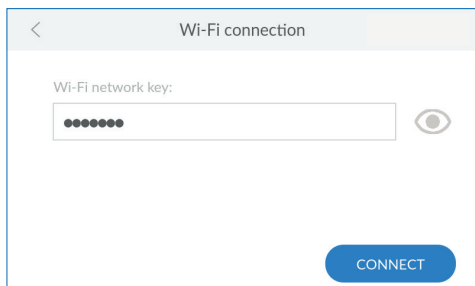 Wi-Fi connection
Wi-Fi network key:
●●●●●●●
CONNECT